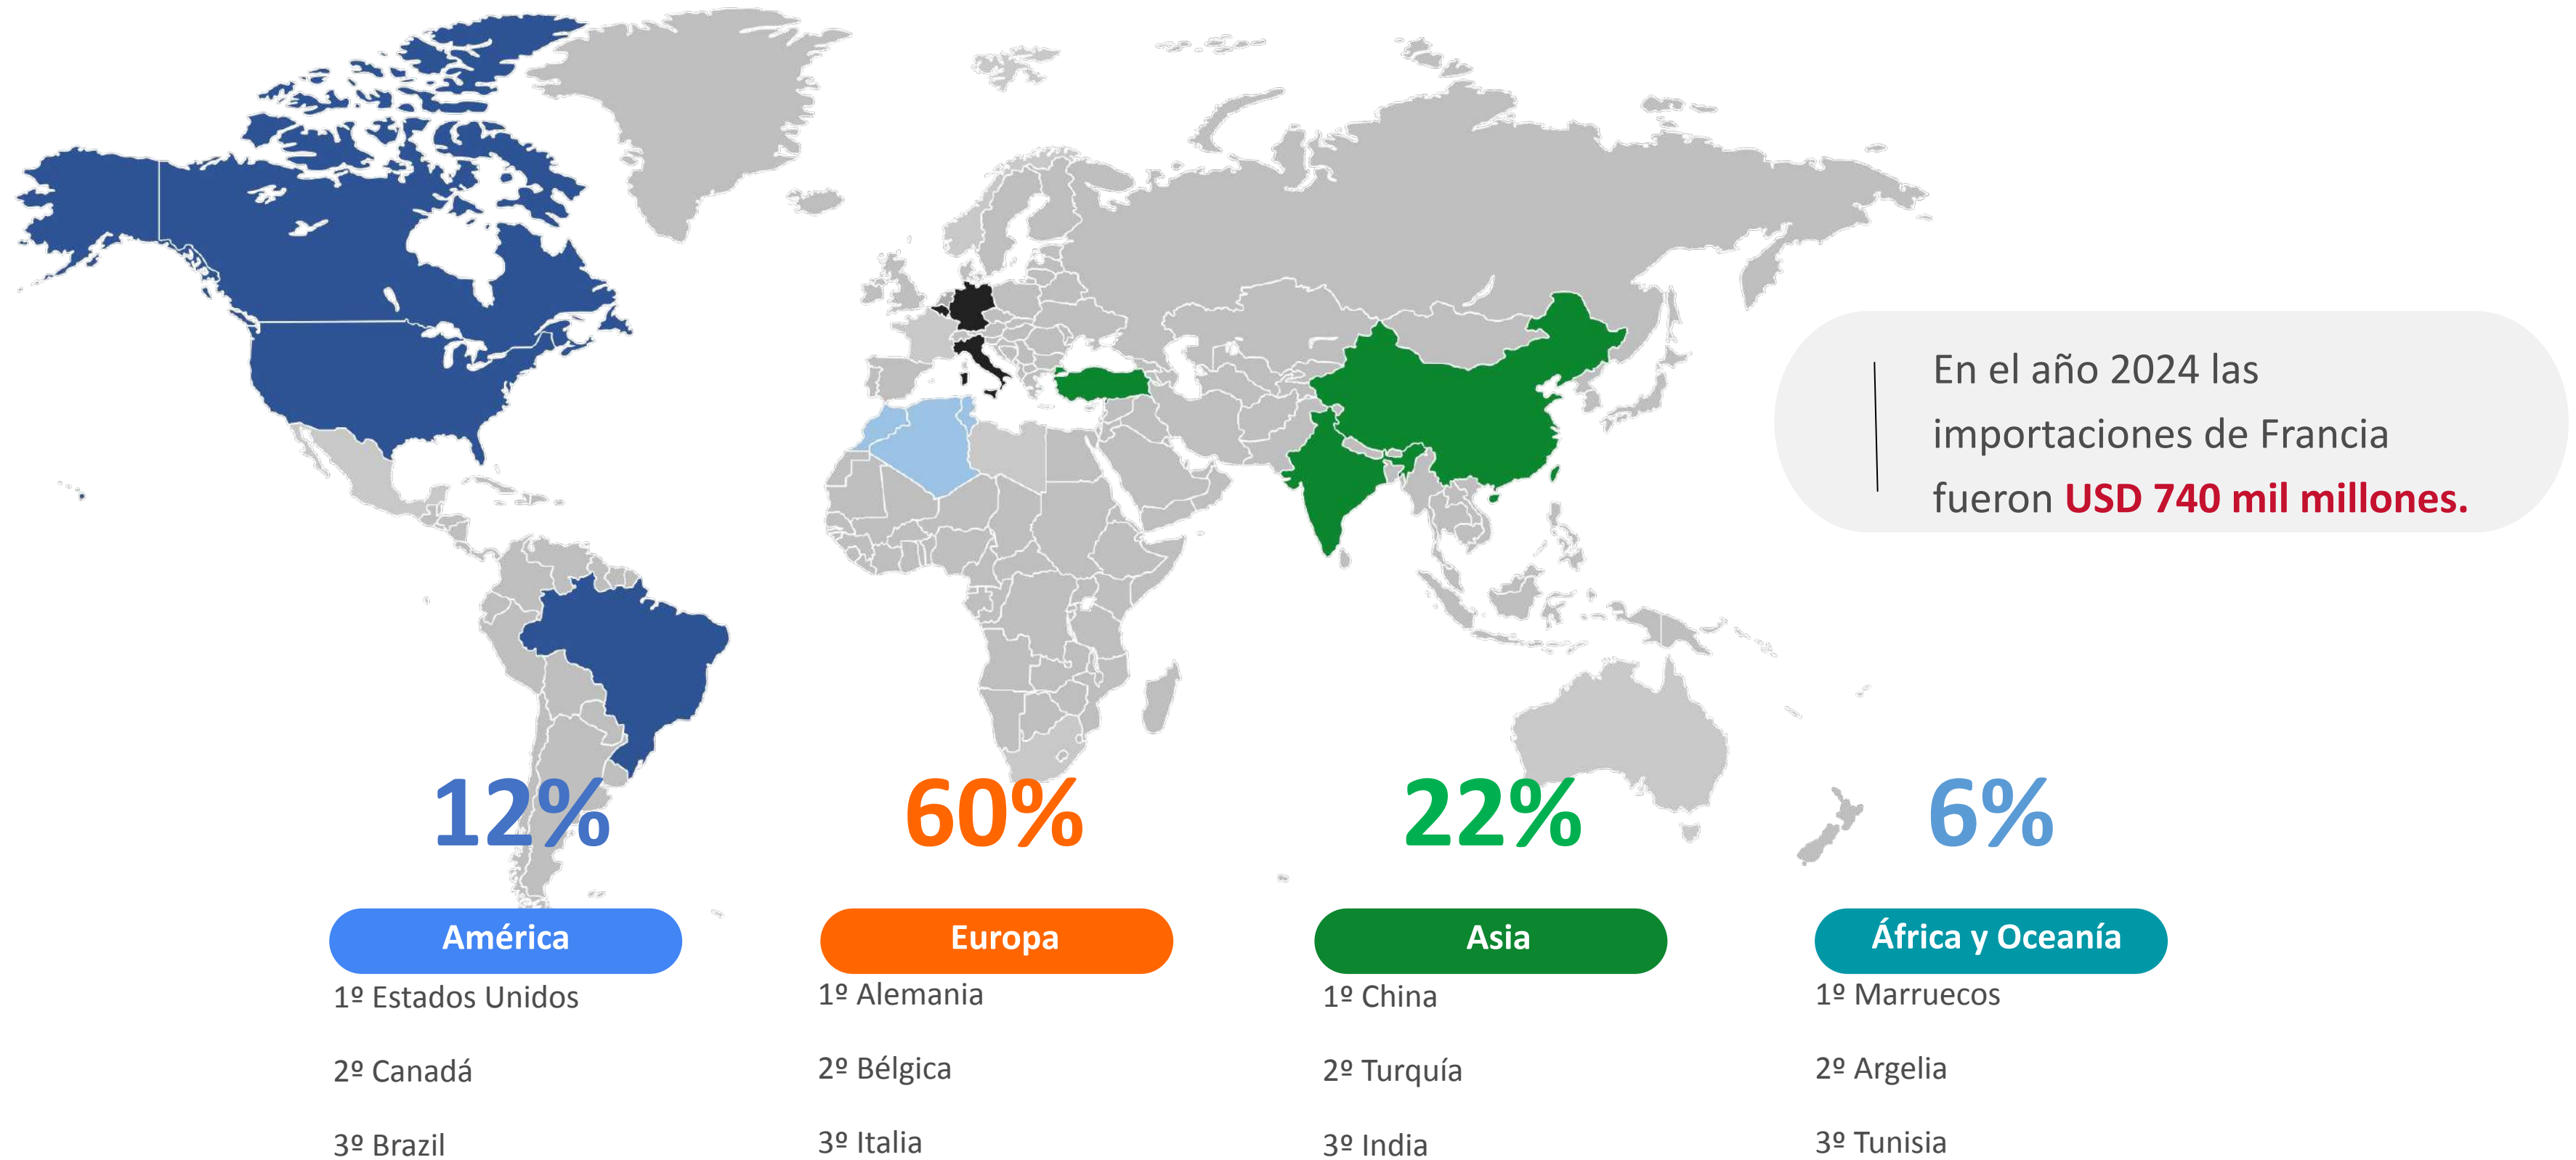 En el año 2024 las
importaciones de Francia
fueron USD 740 mil millones.
12%
60%
22%
6%
América
Europa
Asia
África y Oceanía
1º Estados Unidos
2º Canadá
3º Brazil
1º Alemania
2º Bélgica
3º Italia
1º China
2º Turquía
3º India
1º Marruecos
2º Argelia
3º Tunisia